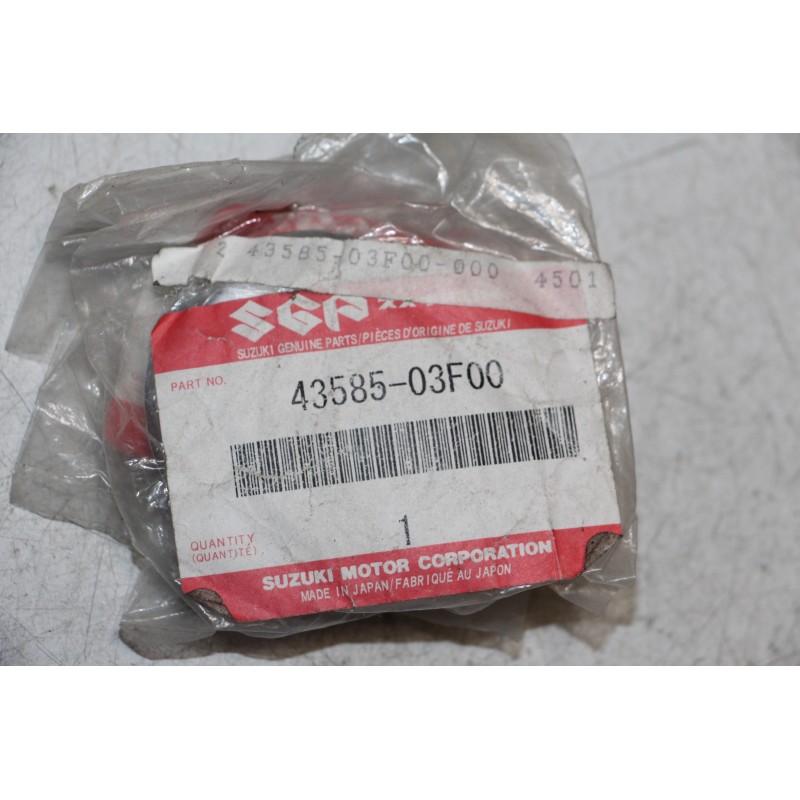 2 43585-03F00-000 4501
SGP
SUZUKI GENUINE PARTS/PIÈCES D'ORIGINE DE SUZUKI
PART NO. 43585-03F00
QUANTITY 1
(QUANTITÉ)
SUZUKI MOTOR CORPORATION
MADE IN JAPAN/FABRIQUÉ AU JAPON